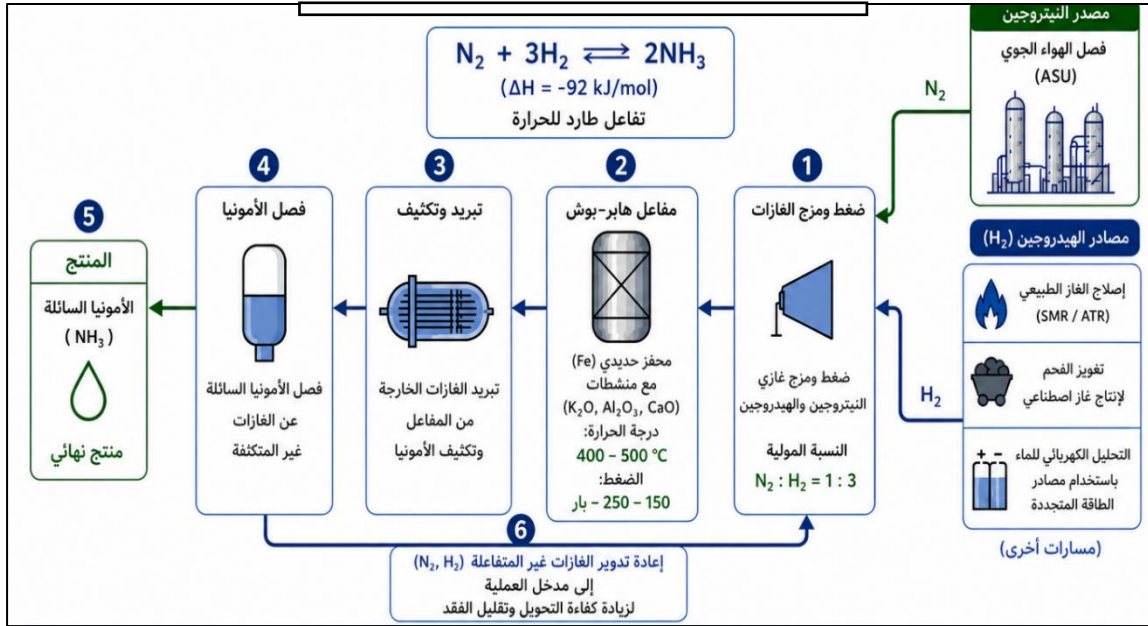 N₂ + 3H₂ ⇌ 2NH₃
(ΔH = -92 kJ/mol)
تفاعل طارد للحرارة
مصدر النيتروجين
فصل الهواء الجوي
(ASU)
N₂
مصادر الهيدروجين (H₂)
إصلاح الغاز الطبيعي
(SMR / ATR)
تغويز الفحم
لإنتاج غاز اصطناعي
+ −
التحليل الكهربائي للماء
باستخدام مصادر
الطاقة المتجددة
(مسارات أخرى)
H₂
1
ضغط ومزج الغازات
ضغط ومزج غازي
النيتروجين والهيدروجين
النسبة المولية
N₂ : H₂ = 1 : 3
2
مفاعل هابر-بوش
محفز حديدي (Fe)
مع منشطات
(K₂O, Al₂O₃, CaO)
درجة الحرارة:
400 – 500 °C
الضغط:
150 – 250 – بار
3
تبريد وتكثيف
تبريد الغازات الخارجة
من المفاعل
وتكثيف الأمونيا
4
فصل الأمونيا
فصل الأمونيا السائلة
عن الغازات
غير المتكثفة
5
المنتج
الأمونيا السائلة
(NH₃)
منتج نهائي
6
إعادة تدوير الغازات غير المتفاعلة (N₂, H₂)
إلى مدخل العملية
لزيادة كفاءة التحويل وتقليل الفقد